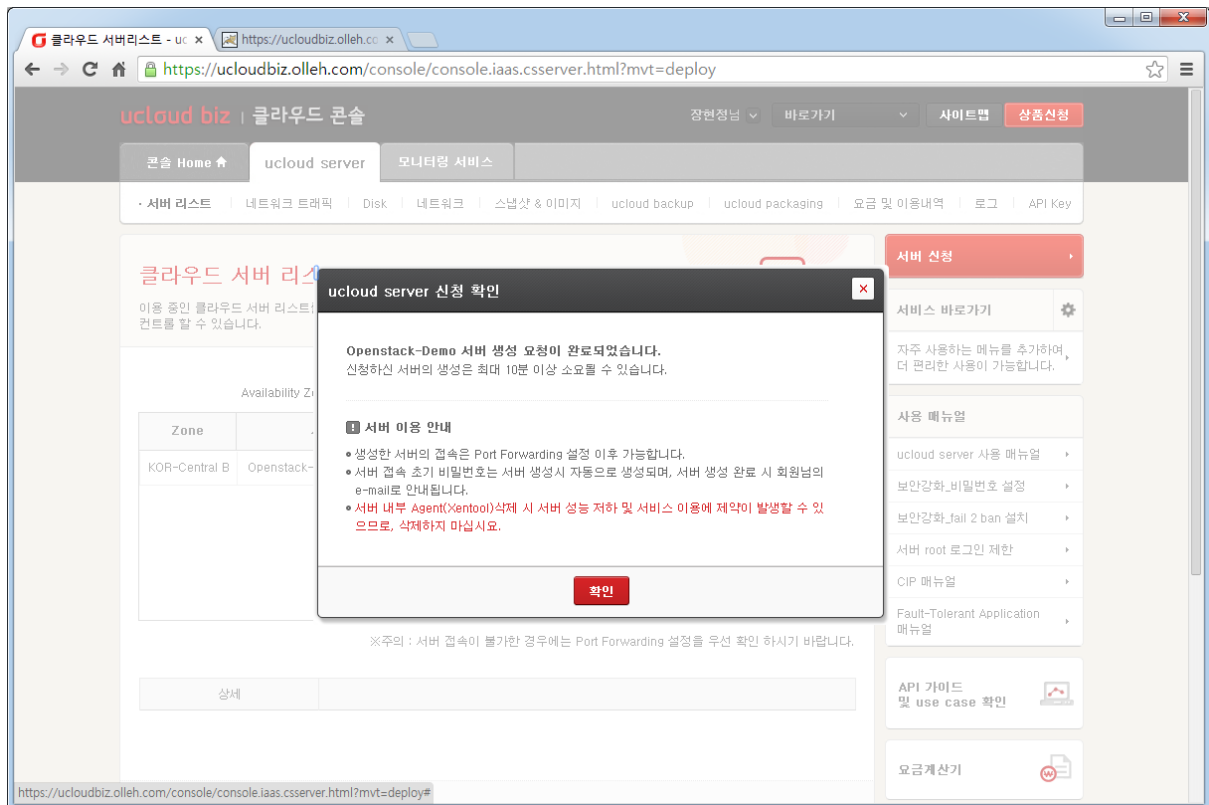 클라우드 서버리스트 - uc
https://ucloudbiz.olleh.cc
https://ucloudbiz.olleh.com/console/console.iaas.csserver.html?mvt=deploy
ucloud biz 클라우드 콘솔
장현정님
바로가기
사이트맵
상품신청
콘솔 Home
ucloud server
모니터링 서비스
· 서버 리스트
네트워크 트래픽
Disk
네트워크
스냅샷 & 이미지
ucloud backup
ucloud packaging
요금 및 이용내역
로그
API Key
클라우드 서버 리스
이용 중인 클라우드 서버 리스트
컨트롤 할 수 있습니다.
Availability Z
Zone
KOR-Central B
Openstack-
ucloud server 신청 확인
Openstack-Demo 서버 생성 요청이 완료되었습니다.
신청하신 서버의 생성은 최대 10분 이상 소요될 수 있습니다.
서버 이용 안내
생성한 서버의 접속은 Port Forwarding 설정 이후 가능합니다.
서버 접속 초기 비밀번호는 서버 생성시 자동으로 생성되며, 서버 생성 완료 시 회원님의
e-mail로 안내됩니다.
서버 내부 Agent(Xentool)삭제 시 서버 성능 저하 및 서비스 이용에 제약이 발생할 수 있
으므로, 삭제하지 마십시요.
확인
※주의 : 서버 접속이 불가한 경우에는 Port Forwarding 설정을 우선 확인 하시기 바랍니다.
상세
서버 신청
서비스 바로가기
자주 사용하는 메뉴를 추가하여,
더 편리한 사용이 가능합니다.
사용 매뉴얼
ucloud server 사용 매뉴얼
보안강화_비밀번호 설정
보안강화_fail 2 ban 설치
서버 root 로그인 제한
CIP 매뉴얼
Fault-Tolerant Application
매뉴얼
API 가이드
및 use case 확인
요금계산기
https://ucloudbiz.olleh.com/console/console.iaas.csserver.html?mvt=deploy#